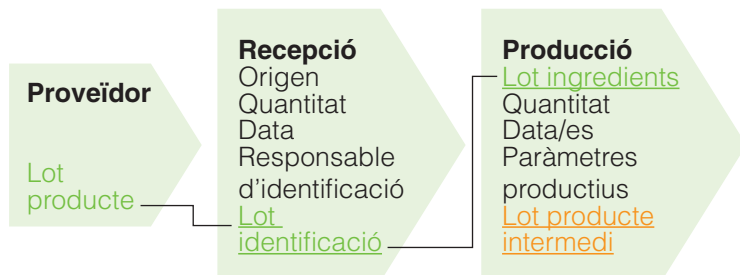 Proveïdor
Lot
producte
Recepció
Origen
Quantitat
Data
Responsable
d'identificació
Lot
identificació
Producció
Lot ingredients
Quantitat
Data/es
Paràmetres
productius
Lot producte
intermedi